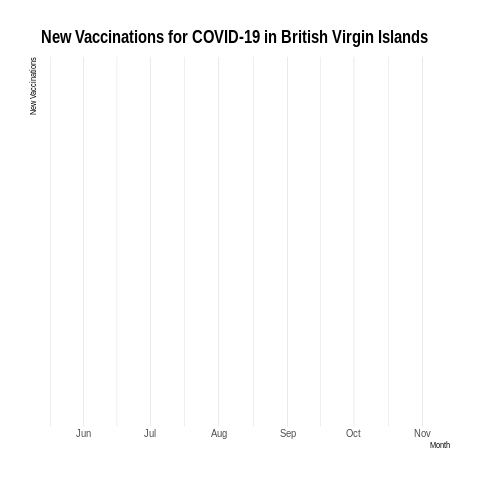 New Vaccinations for COVID-19 in British Virgin Islands
New Vaccinations
Jun Jul Aug Sep Oct Nov
Month